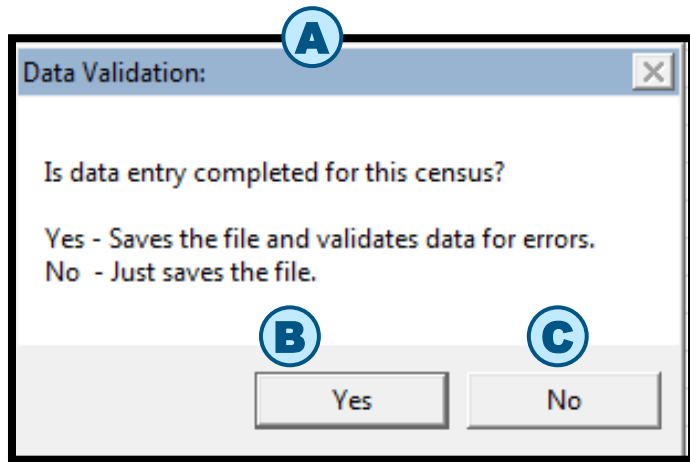 A
Data Validation:
Is data entry completed for this census?
Yes - Saves the file and validates data for errors.
No - Just saves the file.
B
C
Yes
No